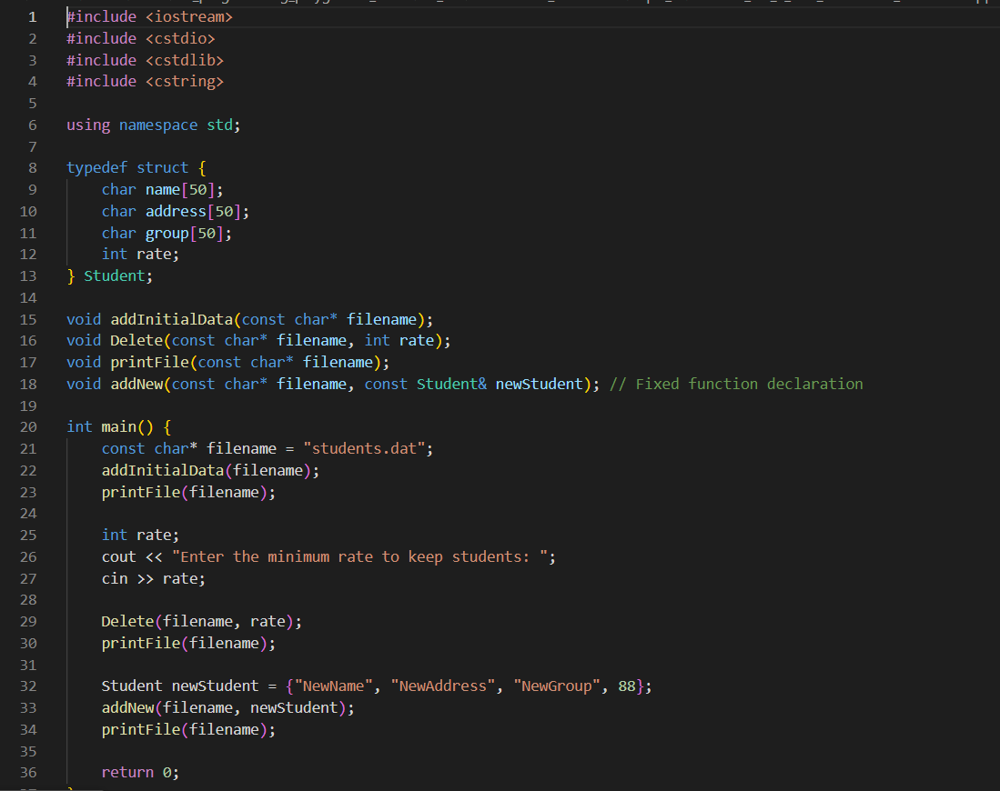 1 #include <iostream>
2 #include <cstdio>
3 #include <cstdlib>
4 #include <cstring>
5
6 using namespace std;
7
8 typedef struct {
9     char name[50];
10     char address[50];
11     char group[50];
12     int rate;
13 } Student;
14
15 void addInitialData(const char* filename);
16 void Delete(const char* filename, int rate);
17 void printFile(const char* filename);
18 void addNew(const char* filename, const Student& newStudent); // Fixed function declaration
19
20 int main() {
21     const char* filename = "students.dat";
22     addInitialData(filename);
23     printFile(filename);
24
25     int rate;
26     cout << "Enter the minimum rate to keep students: ";
27     cin >> rate;
28
29     Delete(filename, rate);
30     printFile(filename);
31
32     Student newStudent = {"NewName", "NewAddress", "NewGroup", 88};
33     addNew(filename, newStudent);
34     printFile(filename);
35
36     return 0;